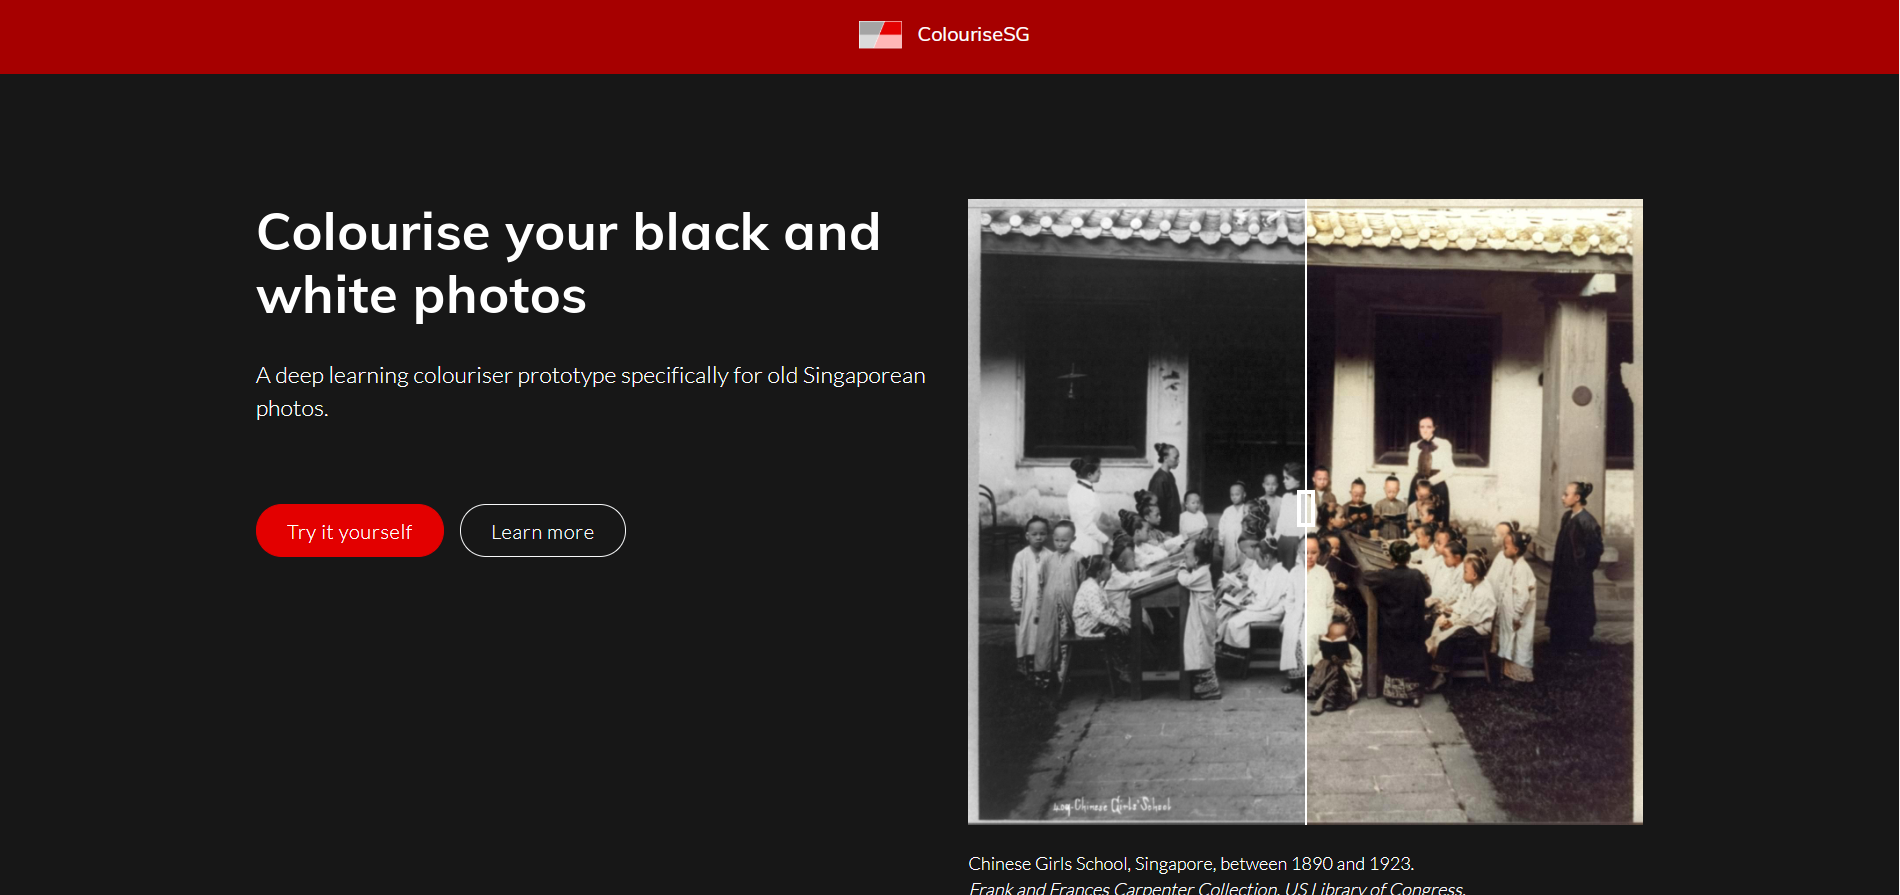 ColouriseSG
Colourise your black and
white photos
A deep learning colouriser prototype specifically for old Singaporean
photos.
Try it yourself
Learn more
409-Chinese Girls' School
Chinese Girls School, Singapore, between 1890 and 1923.
Frank and Frances Carpenter Collection, US Library of Congress.